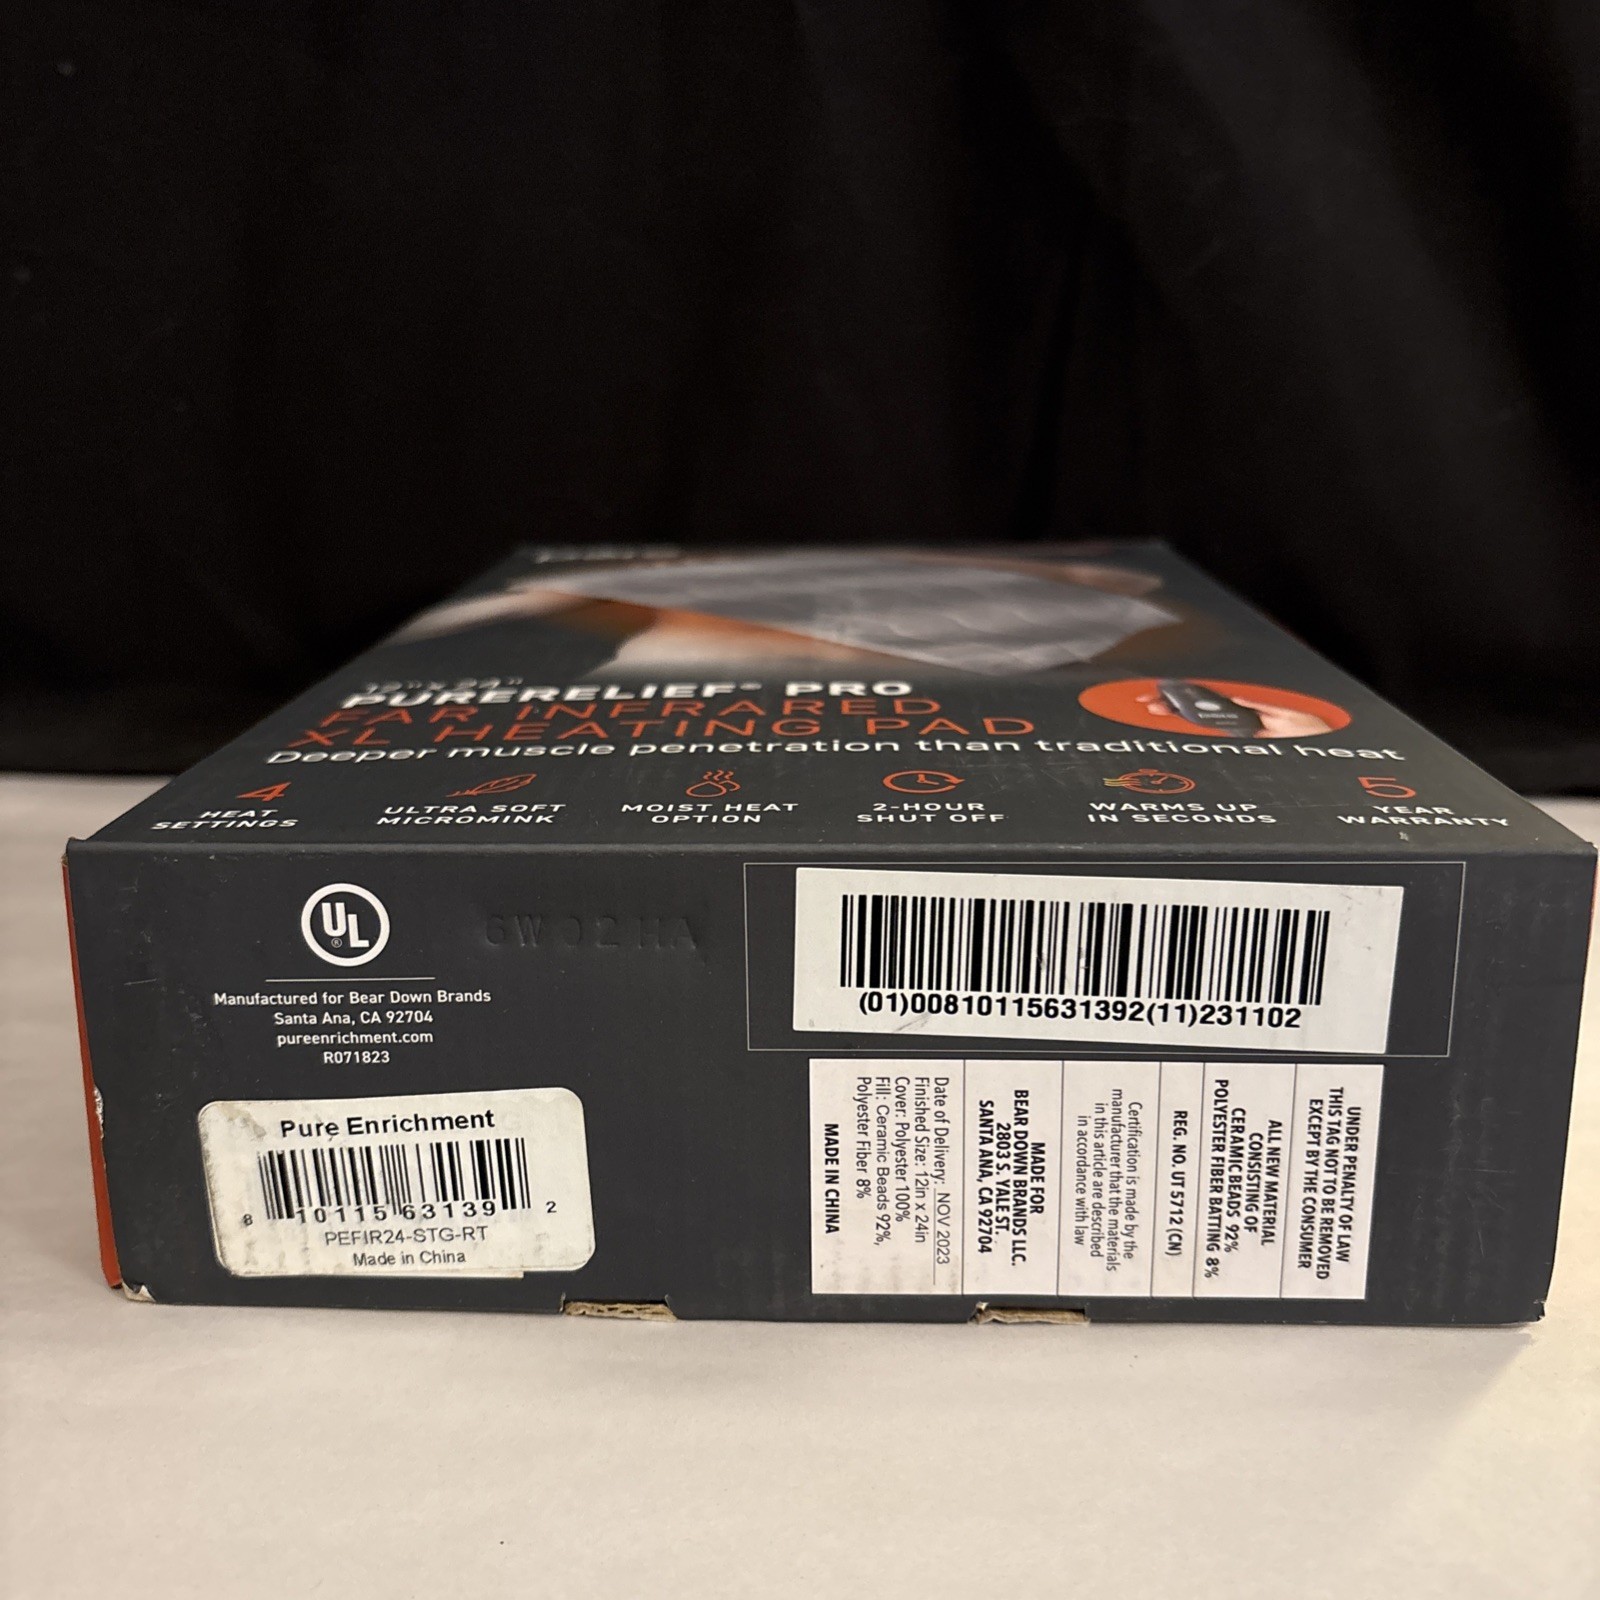 12" x 24"
PURERELIEF® PRO
FAR INFRARED
XL HEATING PAD
Deeper muscle penetration than traditional heat
4
HEAT
SETTINGS
ULTRA SOFT
MICROMINK
MOIST HEAT
OPTION
2-HOUR
SHUT OFF
WARMS UP
IN SECONDS
5
YEAR
WARRANTY
UL®
6W02HA
Manufactured for Bear Down Brands
Santa Ana, CA 92704
pureenrichment.com
R071823
Pure Enrichment
8 10115 63139 2
PEFIR24-STG-RT
Made in China
(01)00810115631392(11)231102
UNDER PENALTY OF LAW
THIS TAG NOT TO BE REMOVED
EXCEPT BY THE CONSUMER
ALL NEW MATERIAL
CONSISTING OF
CERAMIC BEADS 92%
POLYESTER FIBER BATTING 8%
REG. NO. UT 5712 (CN)
Certification is made by the
manufacturer that the materials
in this article are described
in accordance with law
MADE FOR
BEAR DOWN BRANDS LLC.
2803 S. YALE ST.
SANTA ANA, CA 92704
Date of Delivery: NOV 2023
Finished Size: 12in x 24in
Cover: Polyester 100%
Fill: Ceramic Beads 92%,
Polyester Fiber 8%
MADE IN CHINA